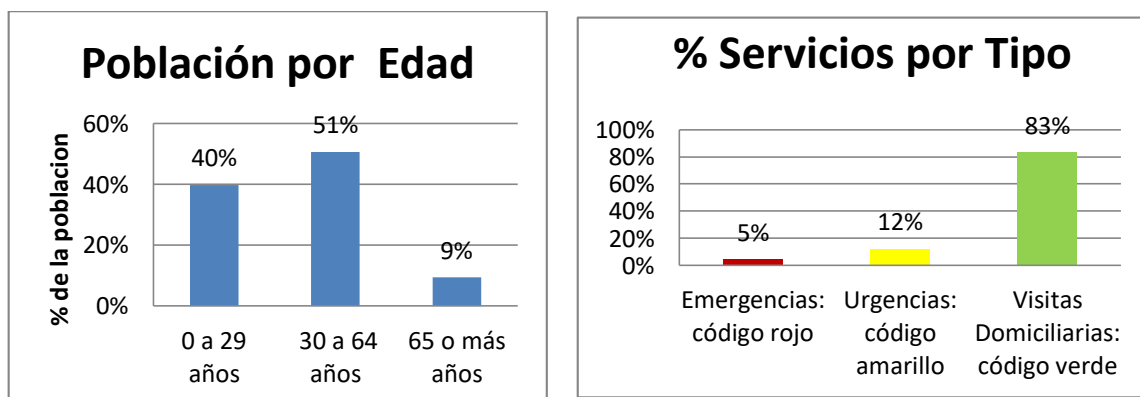 Población por Edad
% de la poblacion
60%
40%
20%
0%
40%
51%
9%
0 a 29
años
30 a 64
años
65 o más
años
% Servicios por Tipo
100%
80%
60%
40%
20%
0%
5%
12%
83%
Emergencias:
código rojo
Urgencias:
código
amarillo
Visitas
Domiciliarias:
código verde